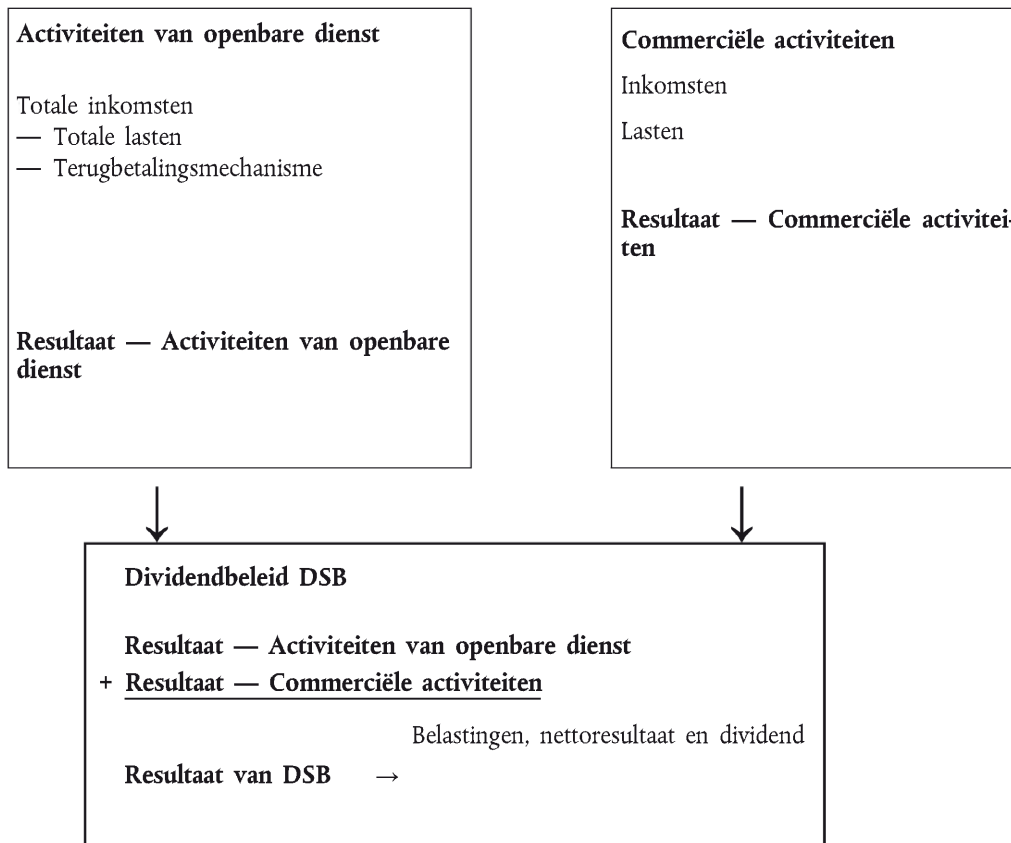 Activiteiten van openbare dienst
Totale inkomsten
— Totale lasten
— Terugbetalingsmechanisme
Resultaat — Activiteiten van openbare
dienst
Commerciële activiteiten
Inkomsten
Lasten
Resultaat — Commerciële activitei-
ten
Dividendbeleid DSB
Resultaat — Activiteiten van openbare dienst
+ Resultaat — Commerciële activiteiten
Belastingen, nettoresultaat en dividend
Resultaat van DSB →